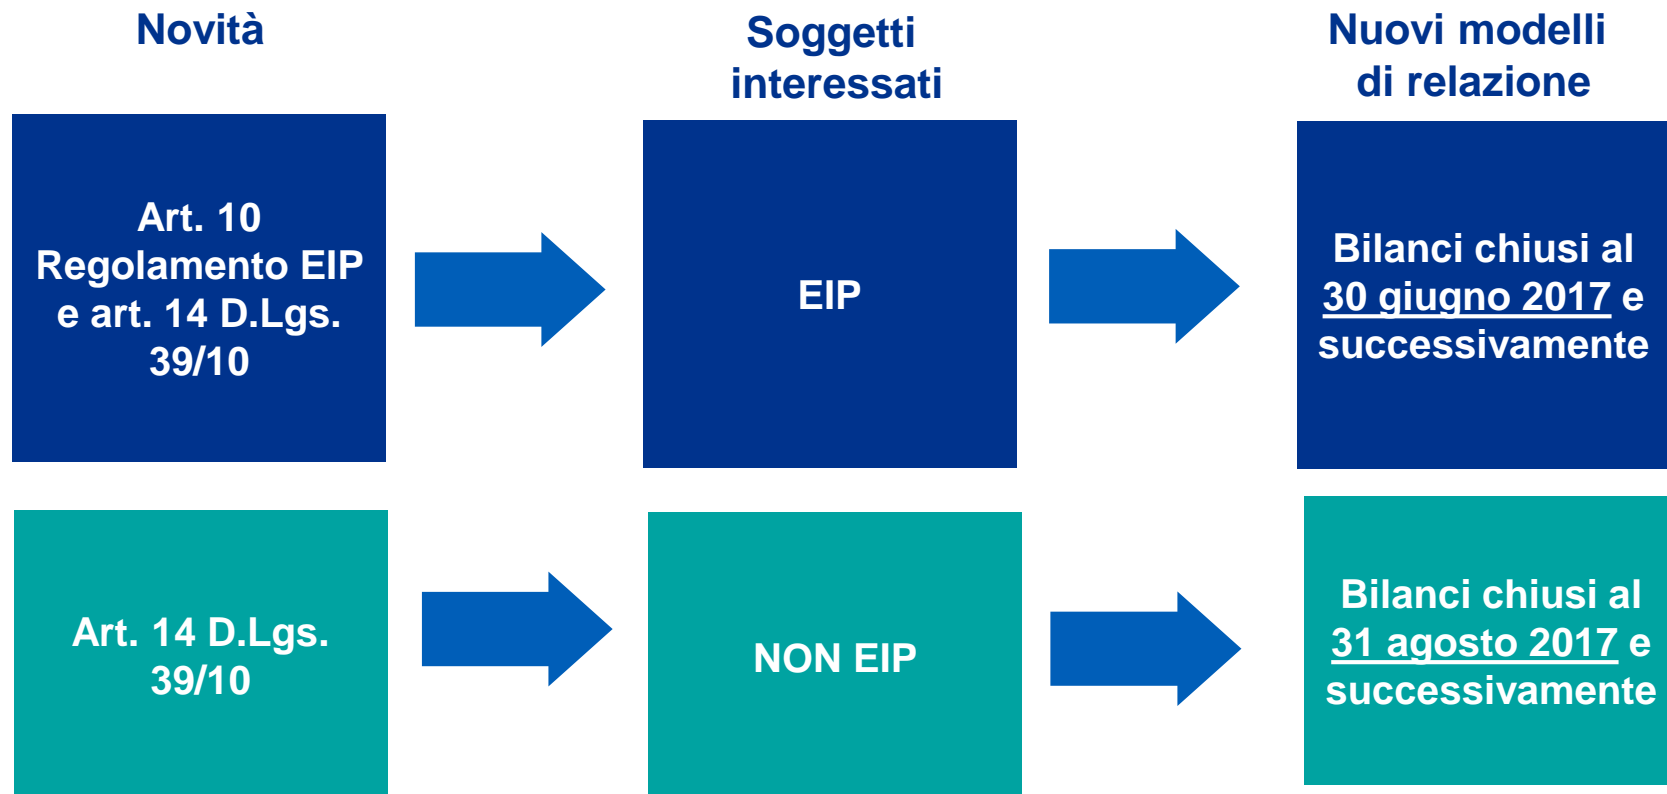 Novità
Soggetti
interessati
Nuovi modelli
di relazione
Art. 10
Regolamento EIP
e art. 14 D.Lgs.
39/10
EIP
Bilanci chiusi al
30 giugno 2017 e
successivamente
Art. 14 D.Lgs.
39/10
NON EIP
Bilanci chiusi al
31 agosto 2017 e
successivamente